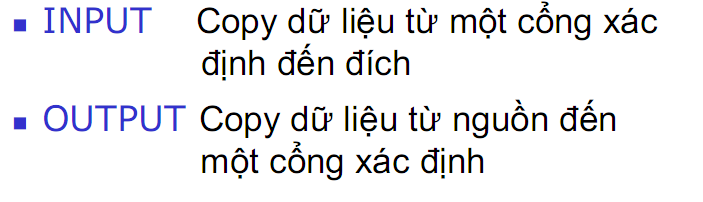 INPUT Copy dữ liệu từ một cổng xác
định đến đích
OUTPUT Copy dữ liệu từ nguồn đến
một cổng xác định